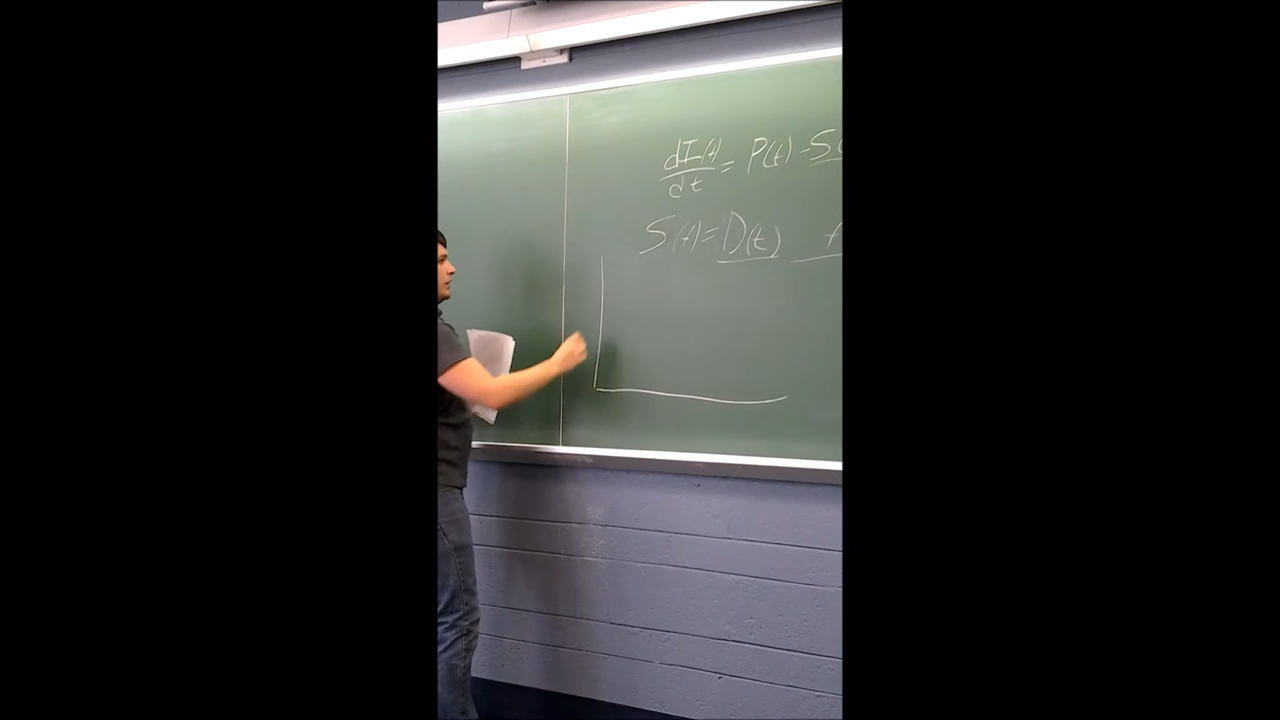 dI(t)/dt = P(t) - S(
S(t) = D(t)